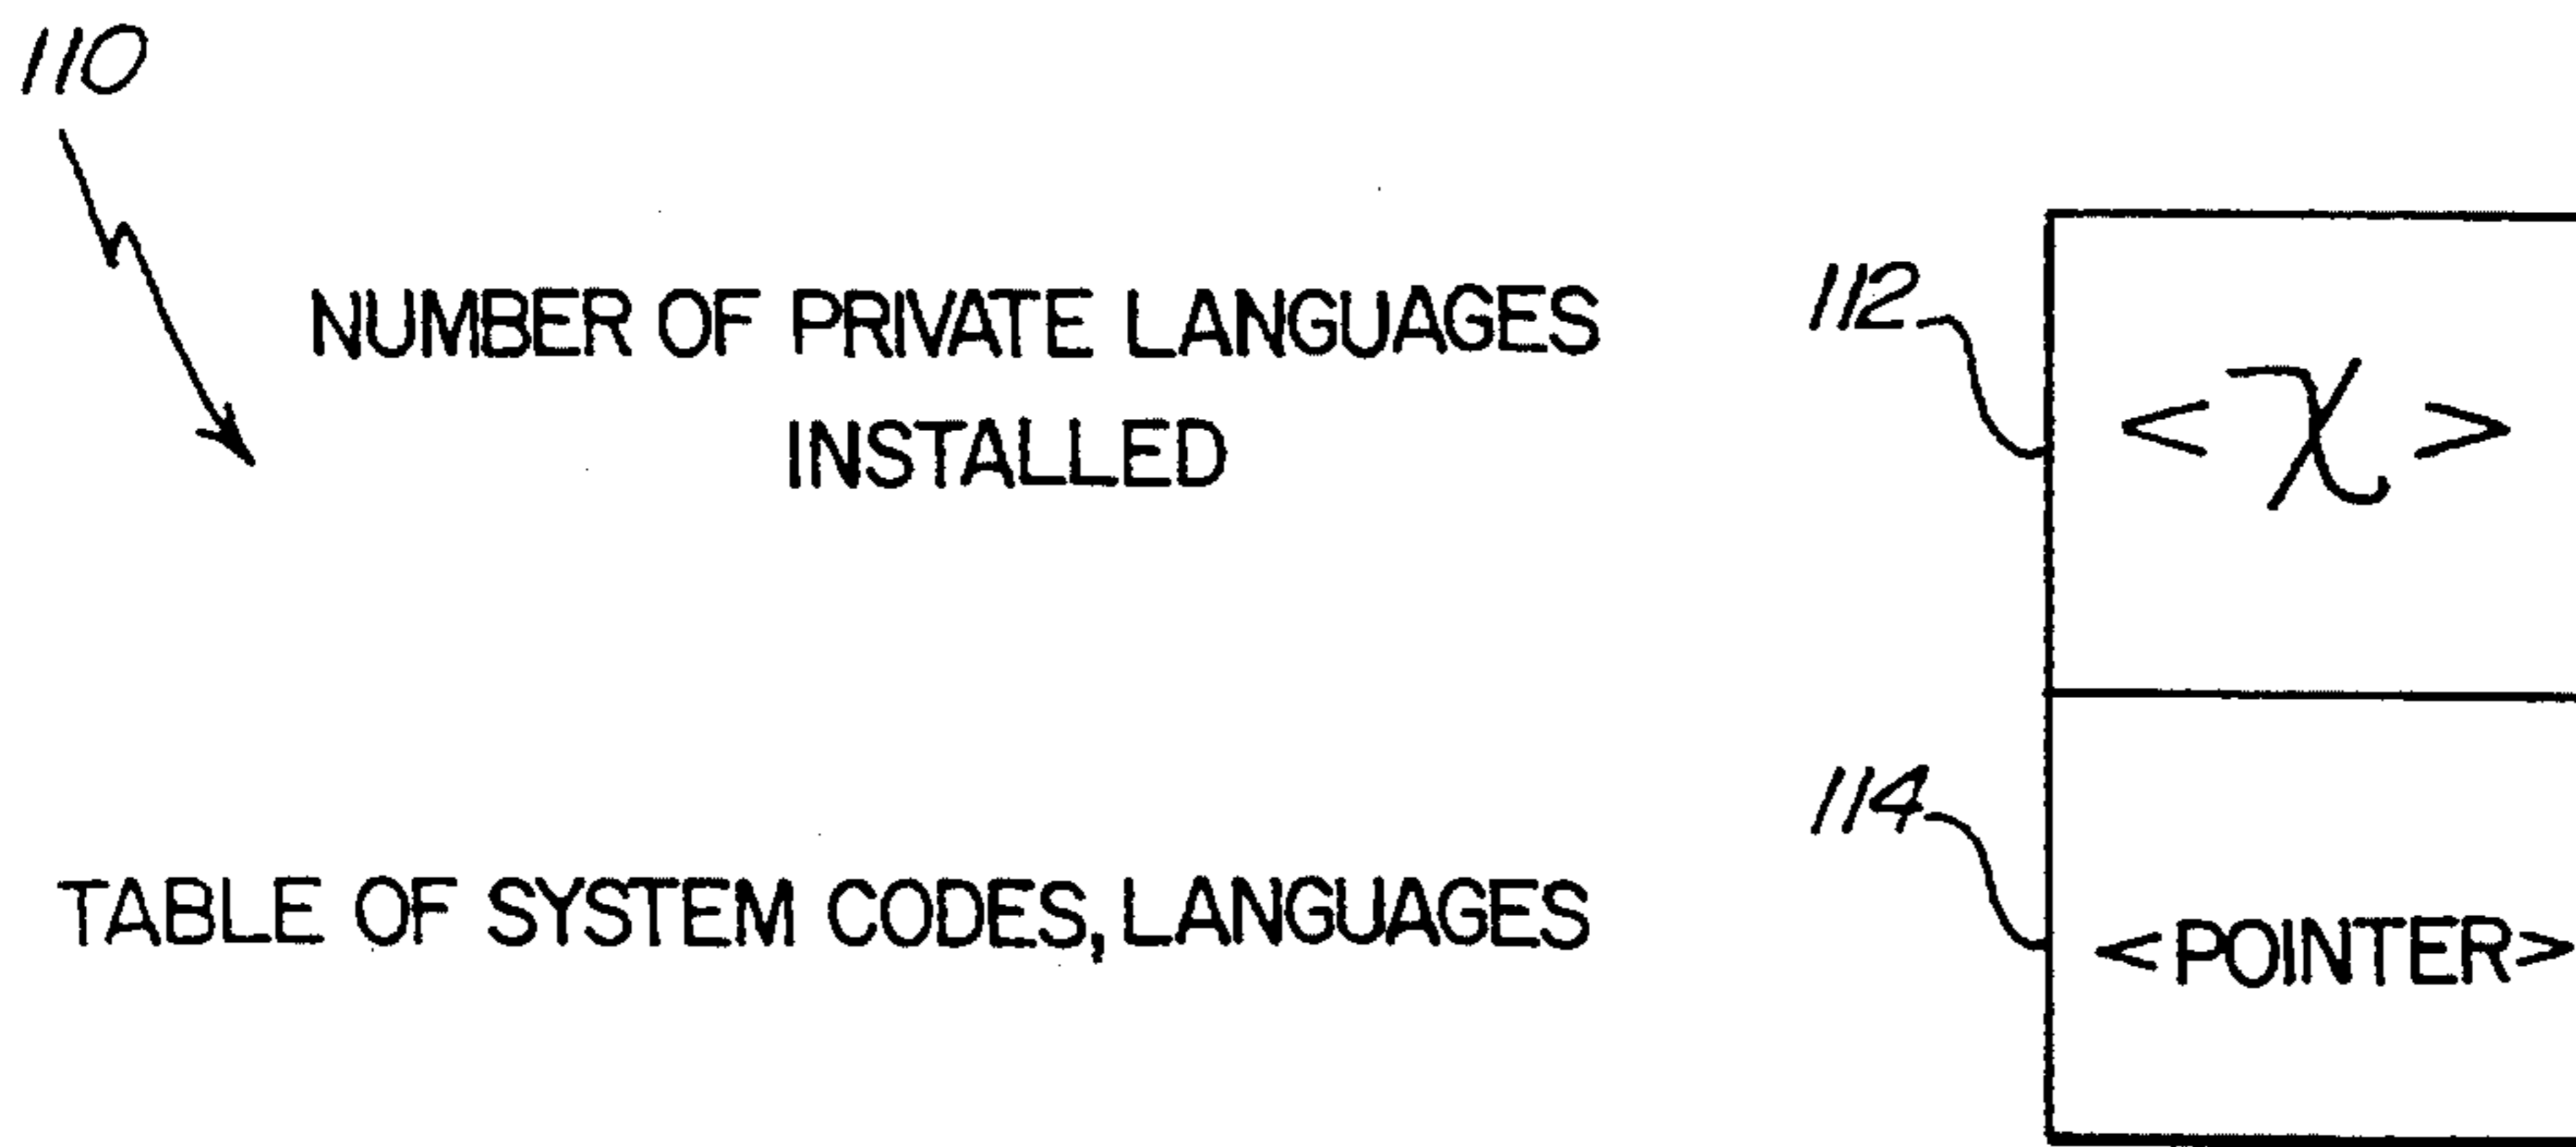 110
NUMBER OF PRIVATE LANGUAGES
INSTALLED
112
<X>
TABLE OF SYSTEM CODES, LANGUAGES
114
<POINTER>